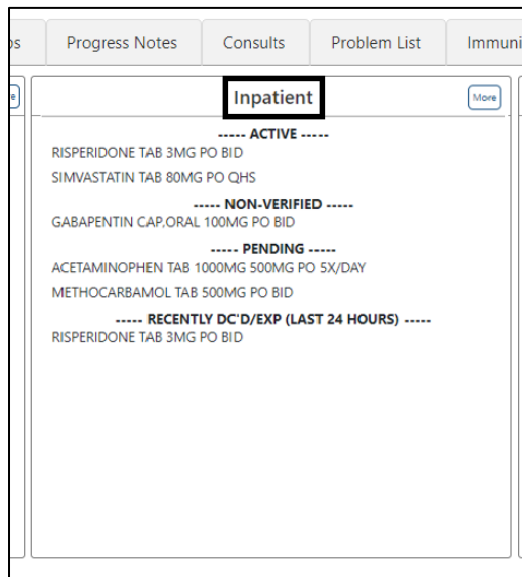 os Progress Notes Consults Problem List Immuni
Inpatient
More
----- ACTIVE -----
RISPERIDONE TAB 3MG PO BID
SIMVASTATIN TAB 80MG PO QHS
----- NON-VERIFIED -----
GABAPENTIN CAP,ORAL 100MG PO BID
----- PENDING -----
ACETAMINOPHEN TAB 1000MG 500MG PO 5X/DAY
METHOCARBAMOL TAB 500MG PO BID
----- RECENTLY DC'D/EXP (LAST 24 HOURS) -----
RISPERIDONE TAB 3MG PO BID